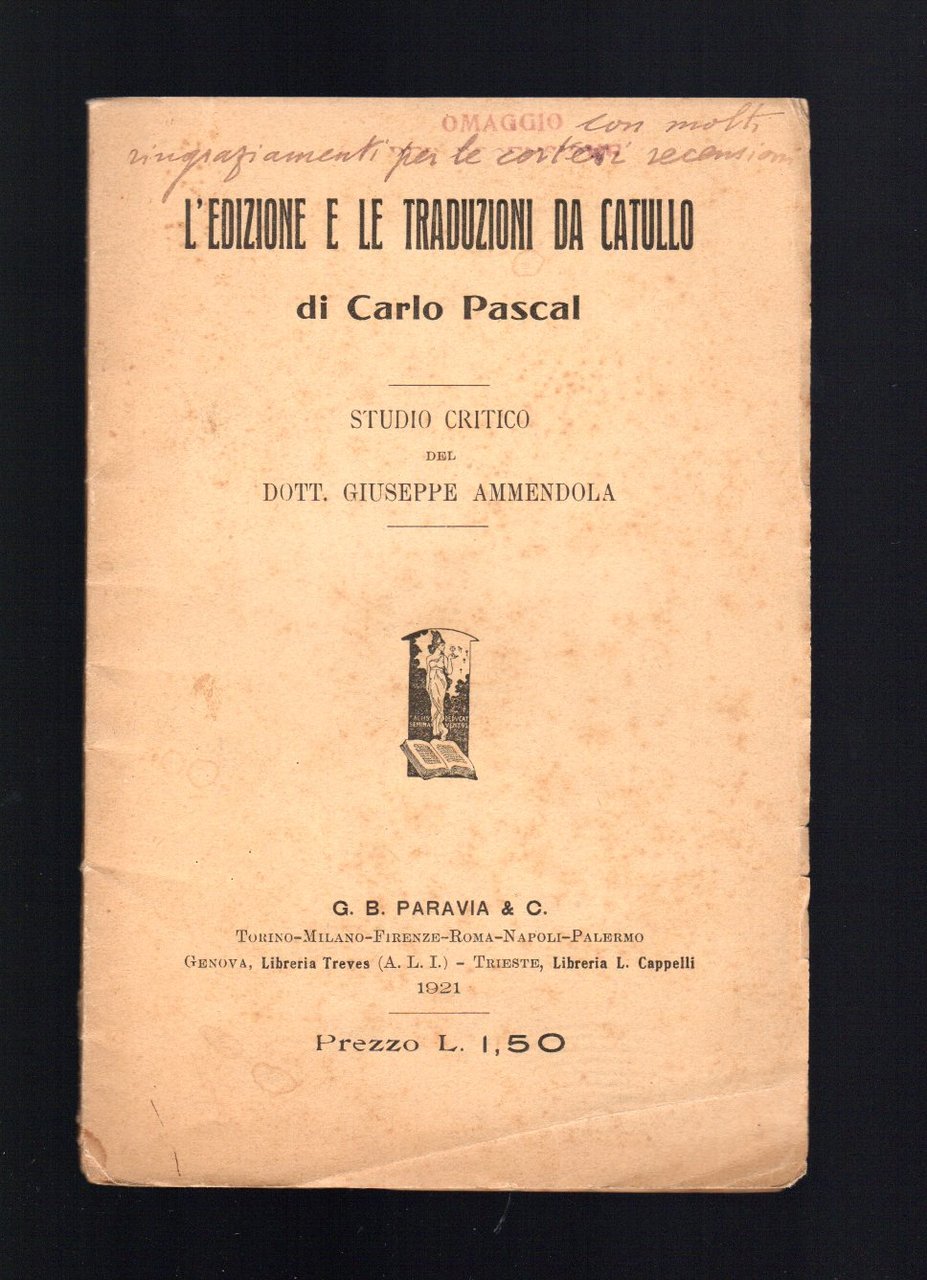 OMAGGIO con molti
ringraziamenti per le cortesi recensioni
L'EDIZIONE E LE TRADUZIONI DA CATULLO
di Carlo Pascal
STUDIO CRITICO
DEL
DOTT. GIUSEPPE AMMENDOLA
G. B. PARAVIA & C.
TORINO-MILANO-FIRENZE-ROMA-NAPOLI-PALERMO
GENOVA, Libreria Treves (A. L. I.) - TRIESTE, Libreria L. Cappelli
1921
Prezzo L. 1,50